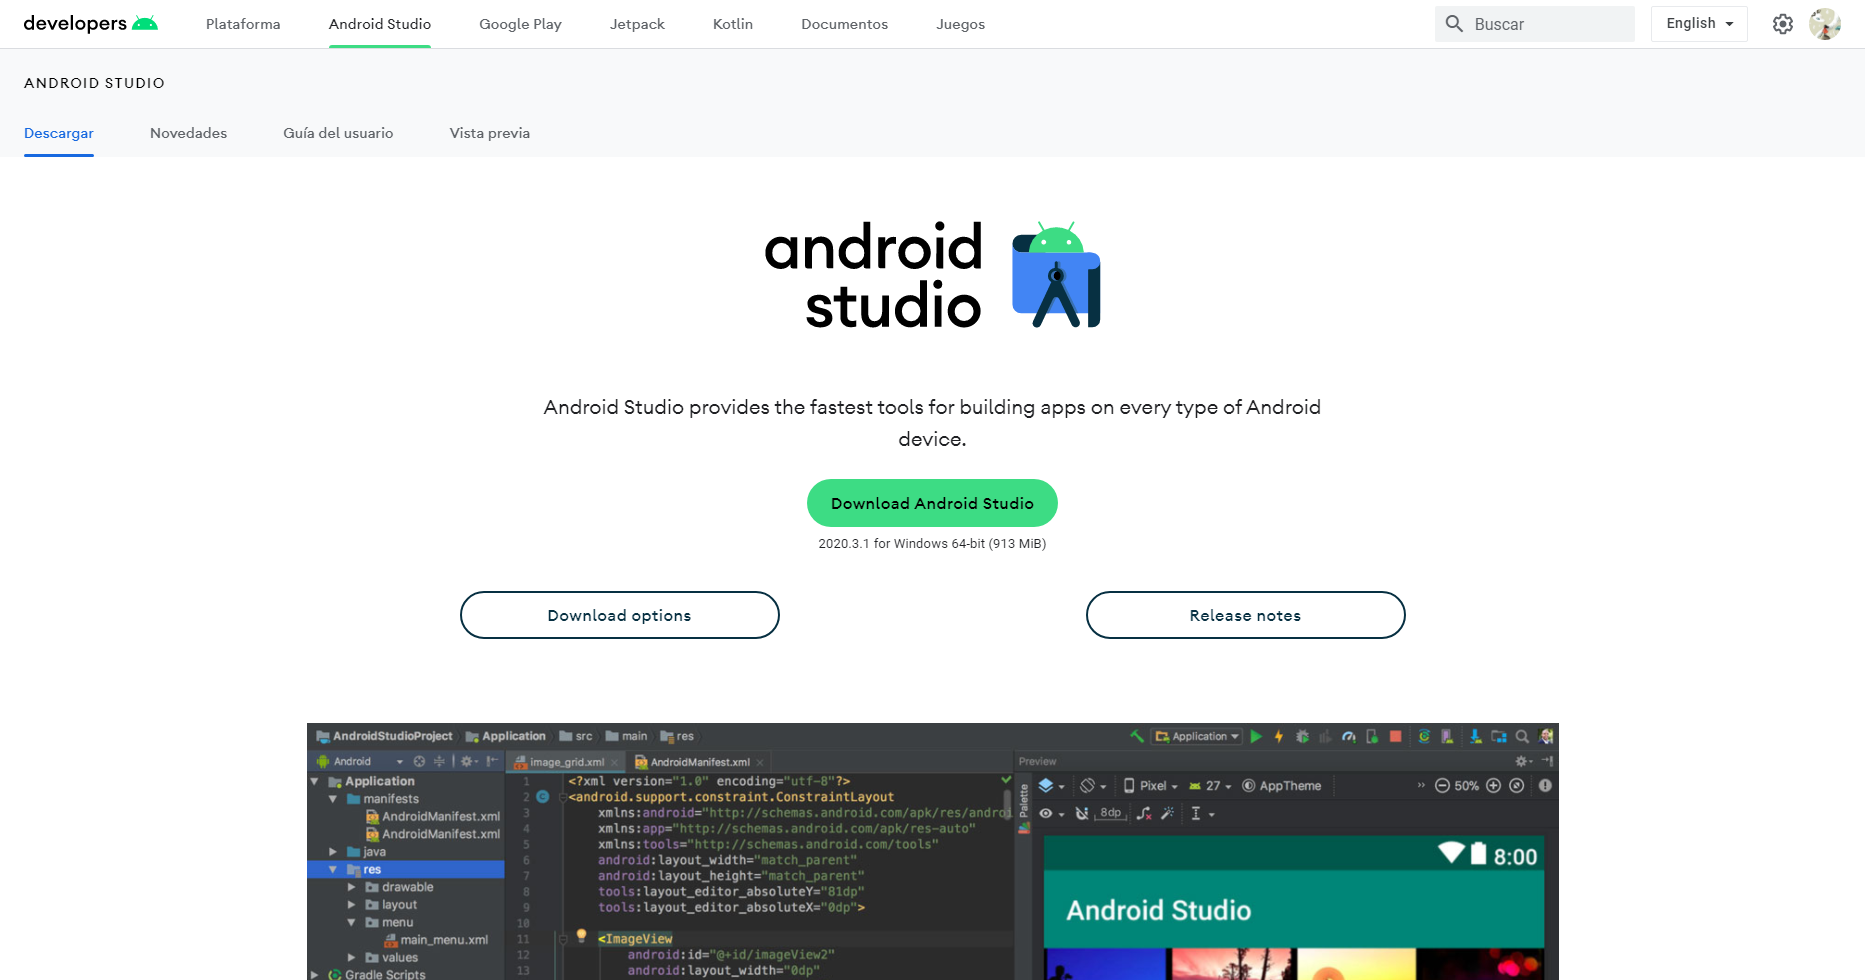 developers
Plataforma
Android Studio
Google Play
Jetpack
Kotlin
Documentos
Juegos
Buscar
English
ANDROID STUDIO
Descargar
Novedades
Guía del usuario
Vista previa
android
studio
Android Studio provides the fastest tools for building apps on every type of Android
device.
Download Android Studio
2020.3.1 for Windows 64-bit (913 MiB)
Download options
Release notes
AndroidStudioProject
Application
src
main
res
Application
Android
image_grid.xml
AndroidManifest.xml
Preview
Application
manifests
AndroidManifest.xml
AndroidManifest.xml
java
res
drawable
layout
menu
main_menu.xml
values
Gradle Scripts
1 <?xml version="1.0" encoding="utf-8"?>
2 <android.support.constraint.ConstraintLayout
3 xmlns:android="http://schemas.android.com/apk/res/androi
4 xmlns:app="http://schemas.android.com/apk/res-auto"
5 xmlns:tools="http://schemas.android.com/tools"
6 android:layout_width="match_parent"
7 android:layout_height="match_parent"
8 tools:layout_editor_absoluteY="81dp"
9 tools:layout_editor_absoluteX="0dp">
10
11 <ImageView
12 android:id="@+id/imageView2"
13 android:layout_width="0dp"
Palette
Pixel
27
AppTheme
50%
8dp
8:00
Android Studio